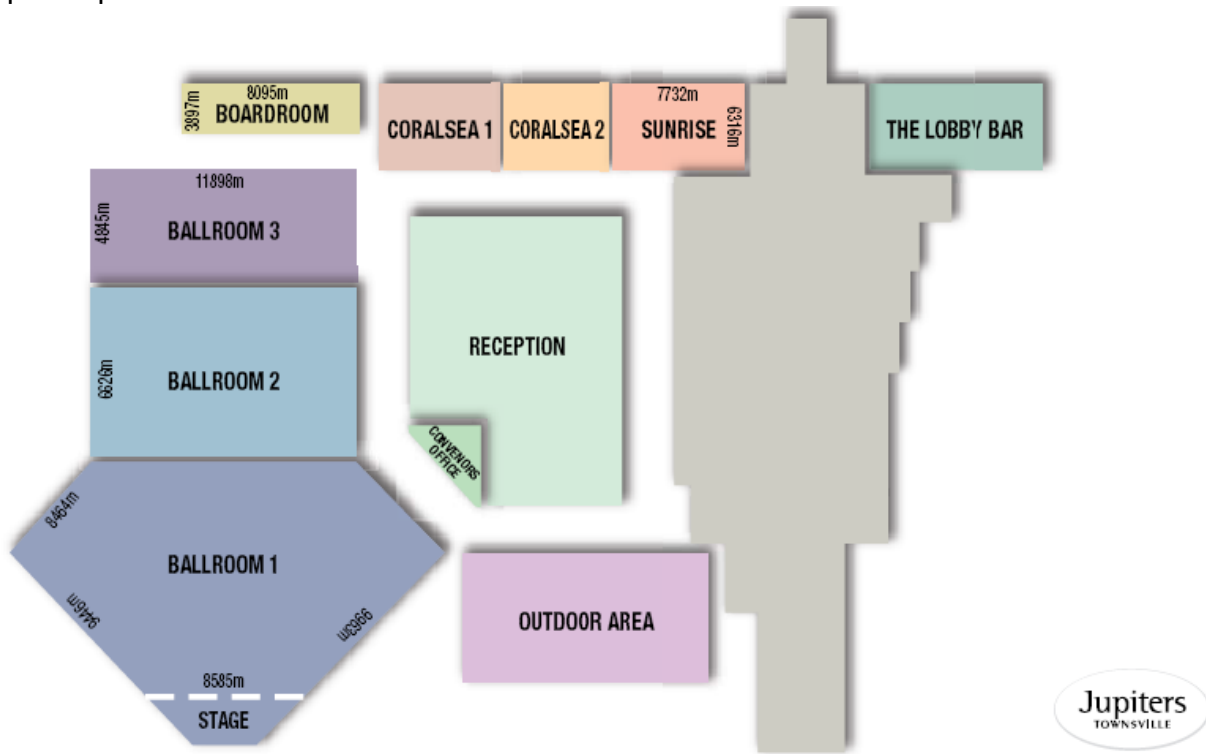 8095m
3897m
BOARDROOM
CORALSEA 1
CORALSEA 2
7732m
6316m
SUNRISE
THE LOBBY BAR
11898m
4845m
BALLROOM 3
6626m
BALLROOM 2
RECEPTION
CONVENORS
OFFICE
8464m
BALLROOM 1
9446m
9963m
8585m
STAGE
OUTDOOR AREA
Jupiters
TOWNSVILLE